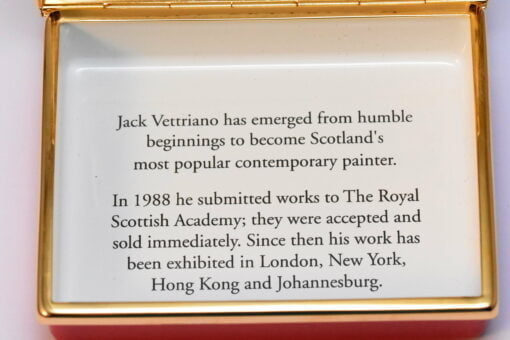 Jack Vettriano has emerged from humble
beginnings to become Scotland's
most popular contemporary painter.
In 1988 he submitted works to The Royal
Scottish Academy; they were accepted and
sold immediately. Since then his work has
been exhibited in London, New York,
Hong Kong and Johannesburg.